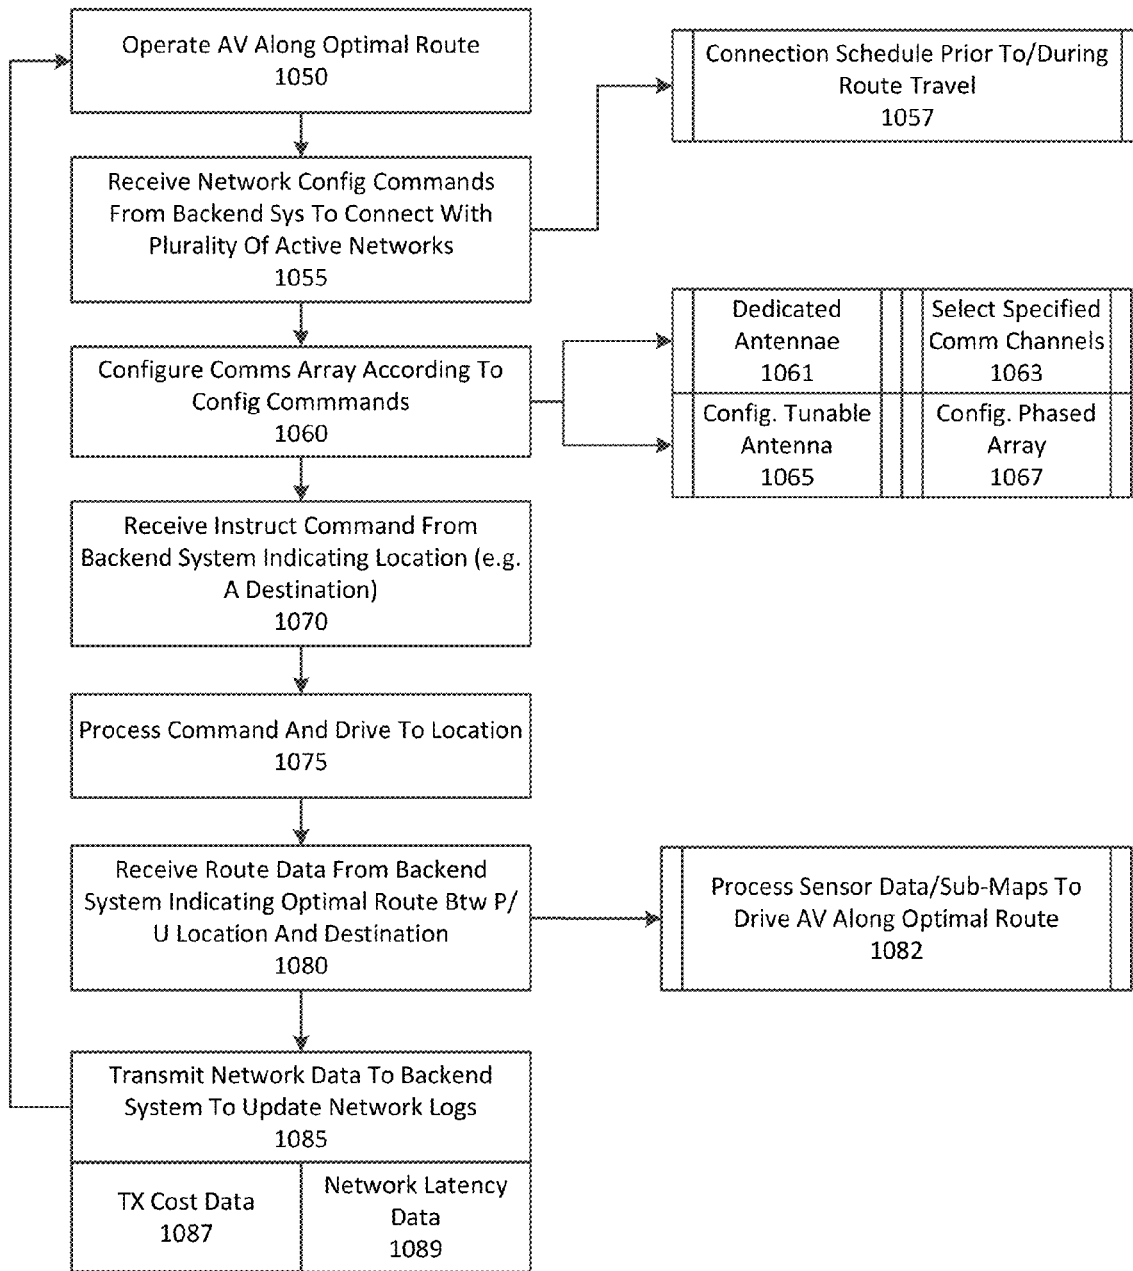 Operate AV Along Optimal Route
1050
Connection Schedule Prior To/During
Route Travel
1057
Receive Network Config Commands
From Backend Sys To Connect With
Plurality Of Active Networks
1055
Dedicated
Antennae
1061
Select Specified
Comm Channels
1063
Configure Comms Array According To
Config Commmands
1060
Config. Tunable
Antenna
1065
Config. Phased
Array
1067
Receive Instruct Command From
Backend System Indicating Location (e.g.
A Destination)
1070
Process Command And Drive To Location
1075
Receive Route Data From Backend
System Indicating Optimal Route Btw P/
U Location And Destination
1080
Process Sensor Data/Sub-Maps To
Drive AV Along Optimal Route
1082
Transmit Network Data To Backend
System To Update Network Logs
1085
TX Cost Data
1087
Network Latency
Data
1089